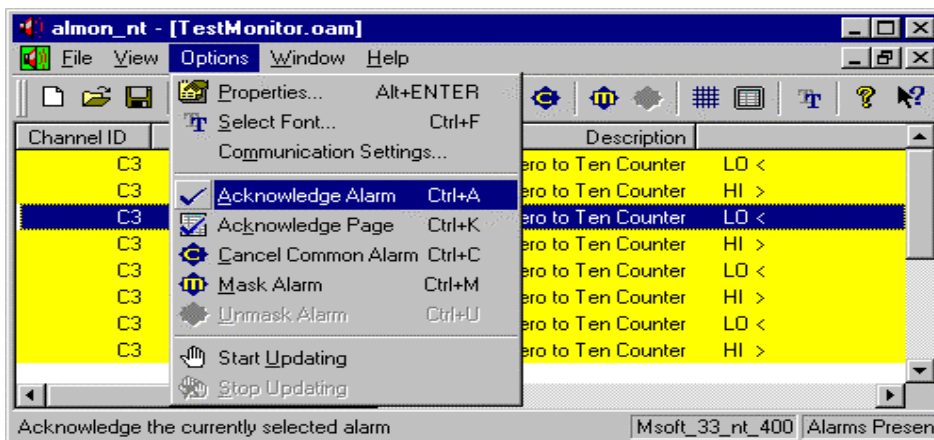 almon_nt - [TestMonitor.oam]
File View Options Window Help
Properties... Alt+ENTER
Select Font... Ctrl+F
Communication Settings...
Acknowledge Alarm Ctrl+A
Acknowledge Page Ctrl+K
Cancel Common Alarm Ctrl+C
Mask Alarm Ctrl+M
Unmask Alarm Ctrl+U
Start Updating
Stop Updating
Channel ID Description
C3 ero to Ten Counter LO <
C3 ero to Ten Counter HI >
C3 ero to Ten Counter LO <
C3 ero to Ten Counter HI >
C3 ero to Ten Counter LO <
C3 ero to Ten Counter HI >
C3 ero to Ten Counter LO <
C3 ero to Ten Counter HI >
Acknowledge the currently selected alarm Msoft_33_nt_400 Alarms Presen